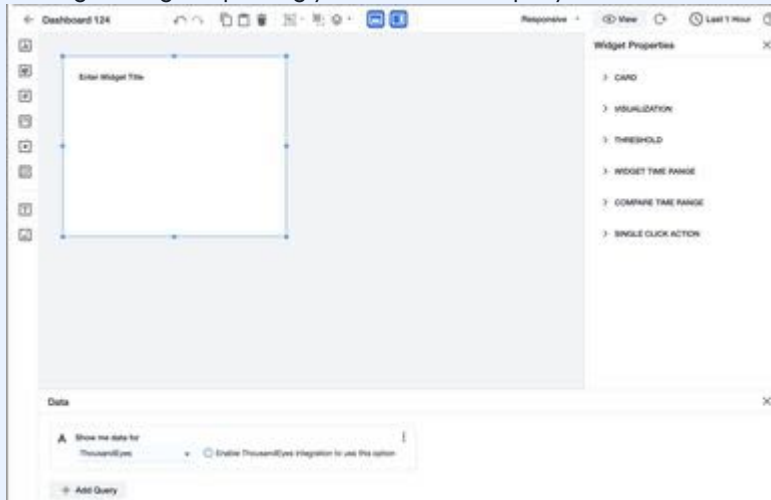 Dashboard 124
Responsive
View
Last 1 Hour
Enter Widget Title
Widget Properties
CARD
VISUALIZATION
THRESHOLD
WIDGET TIME RANGE
COMPARE TIME RANGE
SINGLE CLICK ACTION
Data
A Show me data for
ThousandEyes
Enable ThousandEyes integration to use this option
+ Add Query